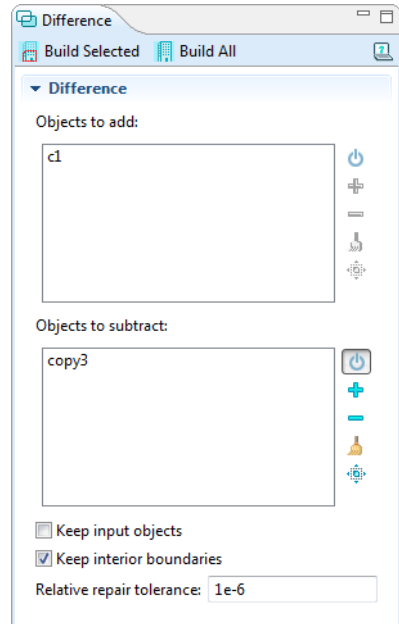 Difference
Build Selected Build All
Difference
Objects to add:
c1
Objects to subtract:
copy3
Keep input objects
Keep interior boundaries
Relative repair tolerance: 1e-6